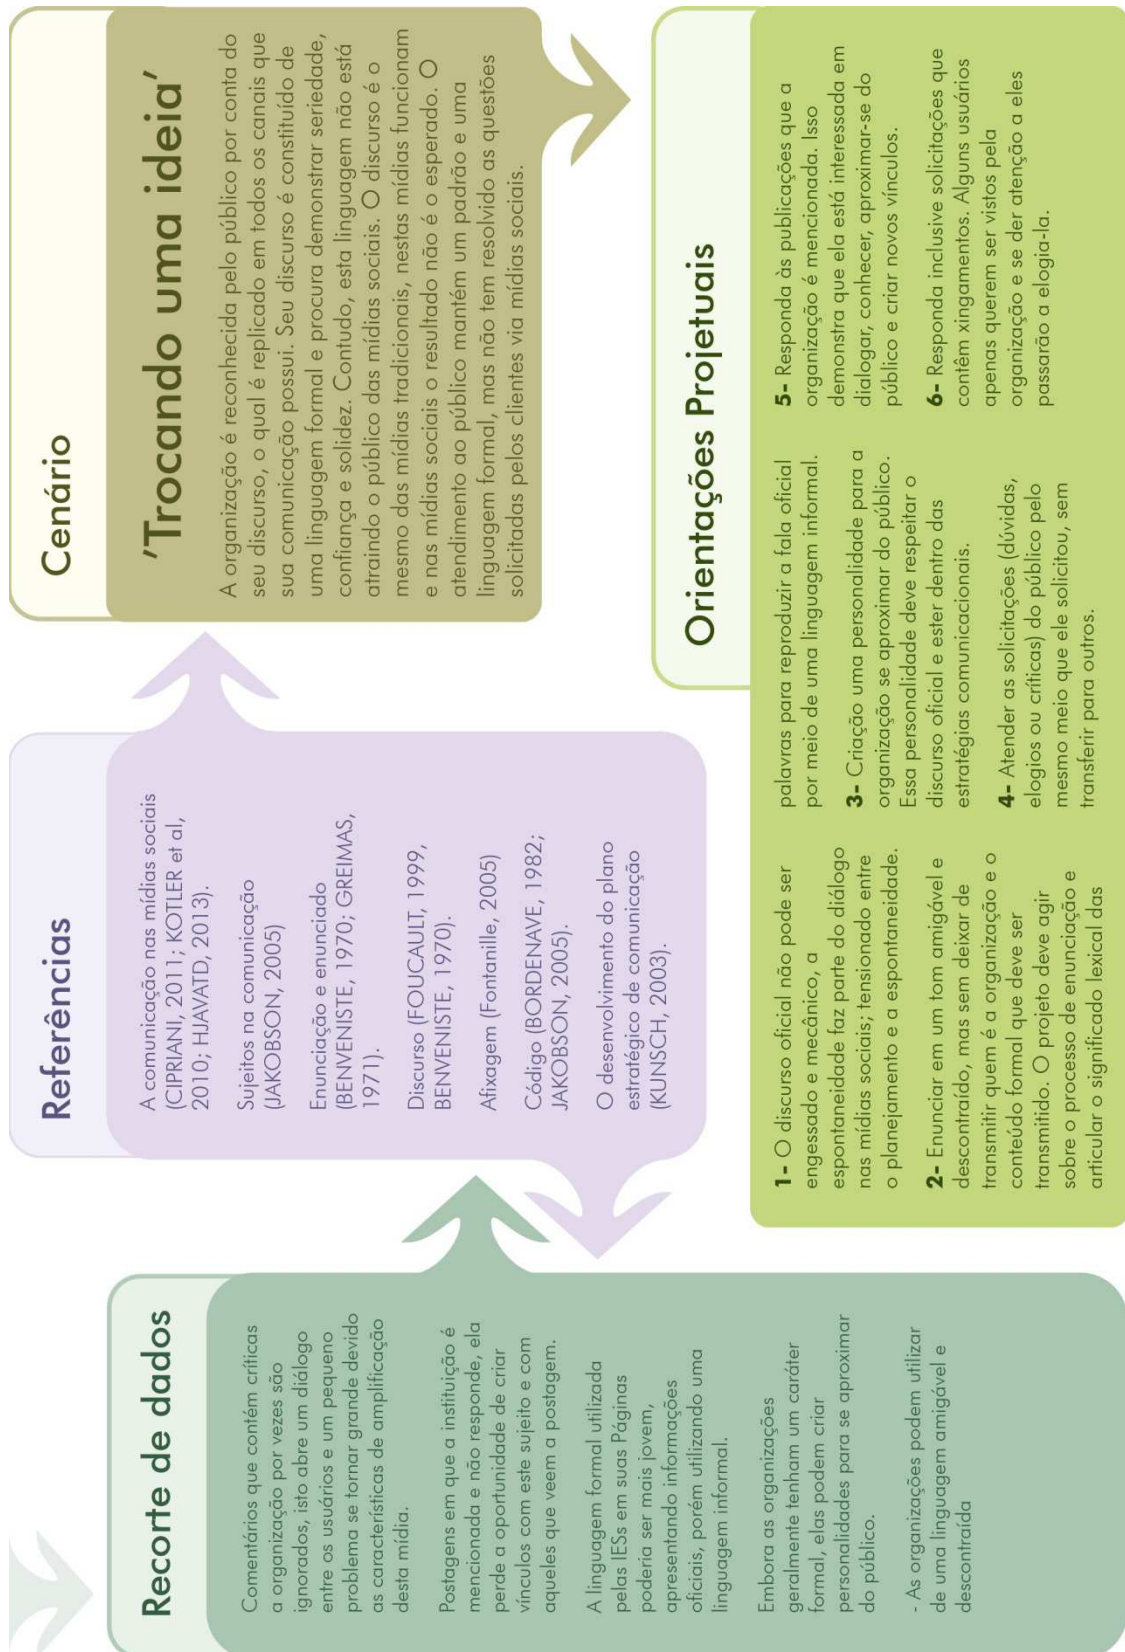 Recorte de dados
Comentários que contém críticas
a organização por vezes são
ignorados, isto abre um diálogo
entre os usuários e um pequeno
problema se tornar grande devido
as características de amplificação
desta mídia.
Postagens em que a instituição é
mencionada e não responde, ela
perde a oportunidade de criar
vínculos com este sujeito e com
aqueles que veem a postagem.
A linguagem formal utilizada
pelas IESs em suas Páginas
poderia ser mais jovem,
apresentando informações
oficiais, porém utilizando uma
linguagem informal.
Embora as organizações
geralmente tenham um caráter
formal, elas podem criar
personalidades para se aproximar
do público.
- As organizações podem utilizar
de uma linguagem amigável e
descontraída
Referências
A comunicação nas mídias sociais
(CIPRIANI, 2011; KOTLER et al,
2010; HJAVATD, 2013).
Sujeitos na comunicação
(JAKOBSON, 2005)
Enunciação e enunciado
(BENVENISTE, 1970; GREIMAS,
1971).
Discurso (FOUCAULT, 1999,
BENVENISTE, 1970).
Afixagem (Fontanille, 2005)
Código (BORDENAVE, 1982;
JAKOBSON, 2005).
O desenvolvimento do plano
estratégico de comunicação
(KUNSCH, 2003).
Cenário
'Trocando uma ideia'
A organização é reconhecida pelo público por conta do
seu discurso, o qual é replicado em todos os canais que
sua comunicação possui. Seu discurso é constituído de
uma linguagem formal e procura demonstrar seriedade,
confiança e solidez. Contudo, esta linguagem não está
atraindo o público das mídias sociais. O discurso é o
mesmo das mídias tradicionais, nestas mídias funcionam
e nas mídias sociais o resultado não é o esperado. O
atendimento ao público mantém um padrão e uma
linguagem formal, mas não tem resolvido as questões
solicitadas pelos clientes via mídias sociais.
Orientações Projetuais
1- O discurso oficial não pode ser
engessado e mecânico, a
espontaneidade faz parte do diálogo
nas mídias sociais; tensionado entre
o planejamento e a espontaneidade.
2- Enunciar em um tom amigável e
descontraído, mas sem deixar de
transmitir quem é a organização e o
conteúdo formal que deve ser
transmitido. O projeto deve agir
sobre o processo de enunciação e
articular o significado lexical das
palavras para reproduzir a fala oficial
por meio de uma linguagem informal.
3- Criação uma personalidade para a
organização se aproximar do público.
Essa personalidade deve respeitar o
discurso oficial e ester dentro das
estratégias comunicacionais.
4- Atender as solicitações (dúvidas,
elogios ou críticas) do público pelo
mesmo meio que ele solicitou, sem
transferir para outros.
5- Responda às publicações que a
organização é mencionada. Isso
demonstra que ela está interessada em
dialogar, conhecer, aproximar-se do
público e criar novos vínculos.
6- Responda inclusive solicitações que
contêm xingamentos. Alguns usuários
apenas querem ser vistos pela
organização e se der atenção a eles
passarão a elogia-la.